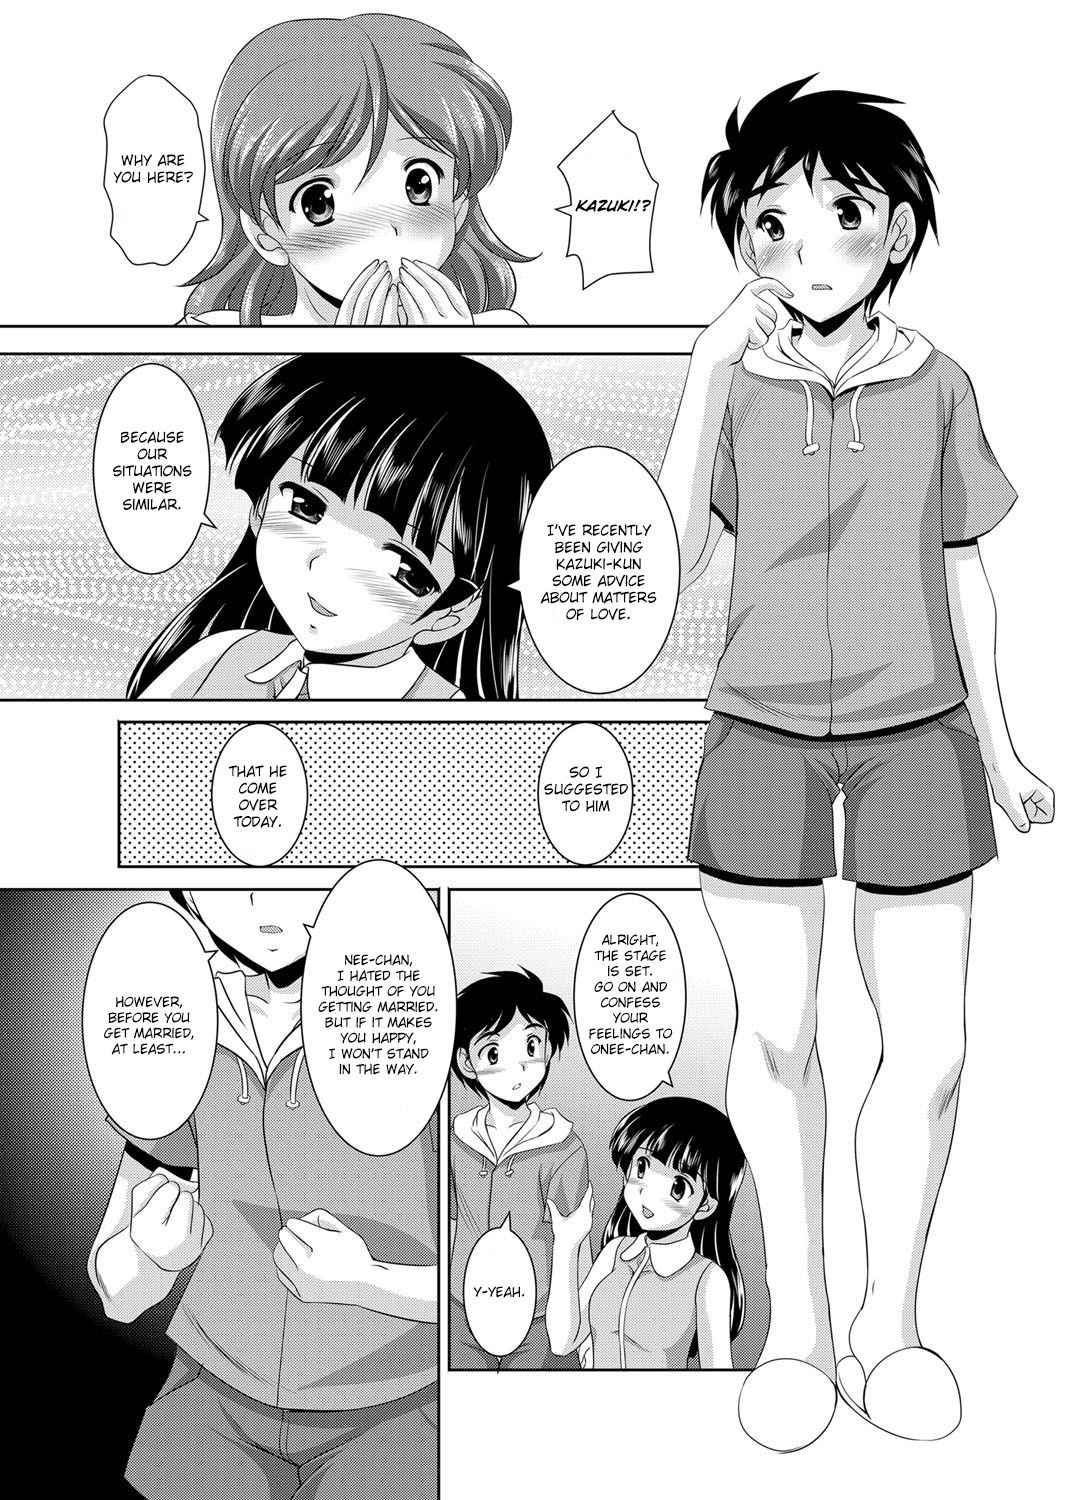 KAZUKI!?
WHY ARE
YOU HERE?
I'VE RECENTLY
BEEN GIVING
KAZUKI-KUN
SOME ADVICE
ABOUT MATTERS
OF LOVE.
BECAUSE
OUR
SITUATIONS
WERE
SIMILAR.
SO I
SUGGESTED
TO HIM
THAT HE
COME
OVER
TODAY.
ALRIGHT,
THE STAGE
IS SET.
GO ON AND
CONFESS
YOUR
FEELINGS TO
ONEE-CHAN.
Y-YEAH.
NEE-CHAN,
I HATED THE
THOUGHT OF YOU
GETTING MARRIED.
BUT IF IT MAKES
YOU HAPPY,
I WON'T STAND
IN THE WAY.
HOWEVER,
BEFORE YOU
GET MARRIED,
AT LEAST...